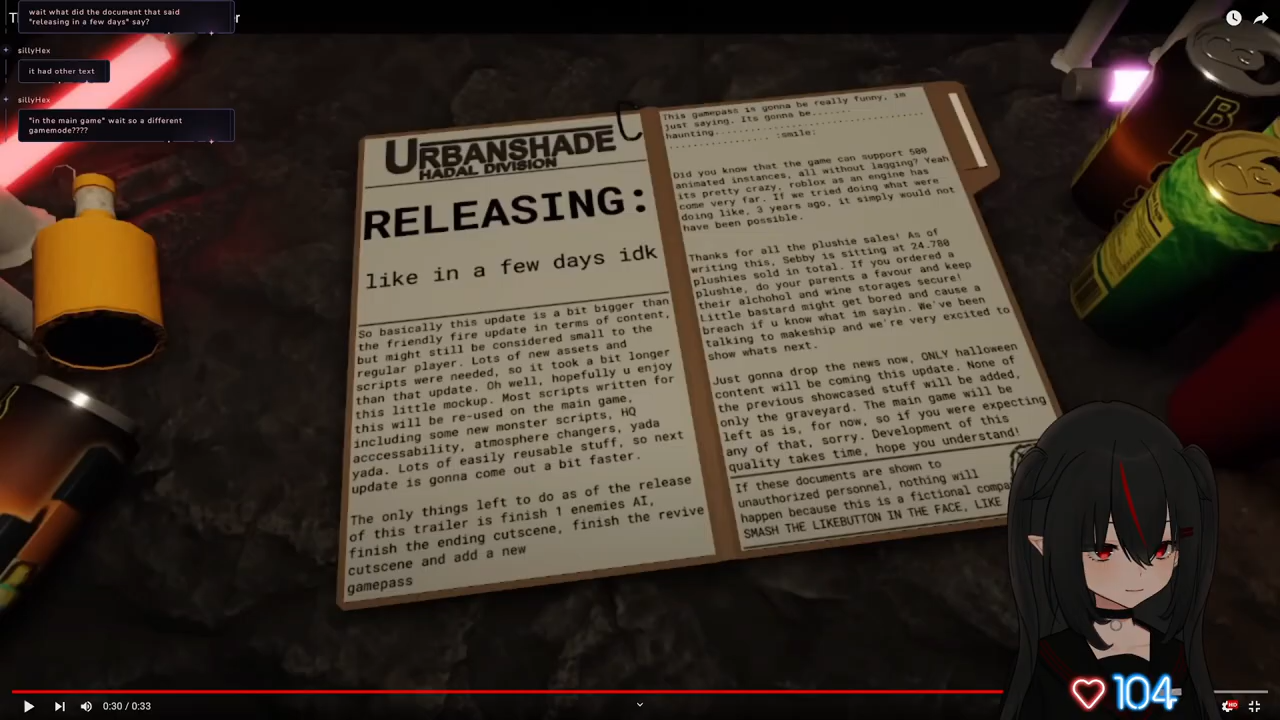 wait what did the document that said
*releasing in a few days* say?
sillyHex
it had other text
sillyHex
*in the main game* wait so a different
gamemode????
URBANSHADE
HADAL DIVISION
RELEASING:
like in a few days idk
So basically this update is a bit bigger than
the friendly fire update in terms of content,
but might still be considered small to the
regular player. Lots of new assets and
scripts were needed, so it took a bit longer
than that update. Oh well, hopefully u enjoy
this little mockup. Most scripts written for
this will be re-used on the main game,
including some new monster scripts, HQ
acccessability, atmosphere changers, yada
yada. Lots of easily reusable stuff, so next
update is gonna come out a bit faster.
The only things left to do as of the release
of this trailer is finish 1 enemies AI,
finish the ending cutscene, finish the revive
cutscene and add a new
gamepass
This gamepass is gonna be really funny, im
just saying. Its gonna be........
haunting...................................
................ :smile:
Did you know that the game can support 500
animated instances, all without lagging? Yeah
its pretty crazy, roblox as an engine has
come very far. If we tried doing what were
doing like, 3 years ago, it simply would not
have been possible.
Thanks for all the plushie sales! As of
writing this, Sebby is sitting at 24.780
plushies sold in total. If you ordered a
plushie, do your parents a favour and keep
their alchohol and wine storages secure!
Little bastard might get bored and cause a
breach if u know what im sayin. We've been
talking to makeship and we're very excited to
show whats next.
Just gonna drop the news now, ONLY halloween
content will be coming this update. None of
the previous showcased stuff will be added,
only the graveyard. The main game will be
left as is, for now, so if you were expecting
any of that, sorry. Development of this
quality takes time, hope you understand!
If these documents are shown to
unauthorized personnel, nothing will
happen because this is a fictional
SMASH THE LIKEBUTTON IN THE FACE, LIKE
104
0:30 / 0:33
HD